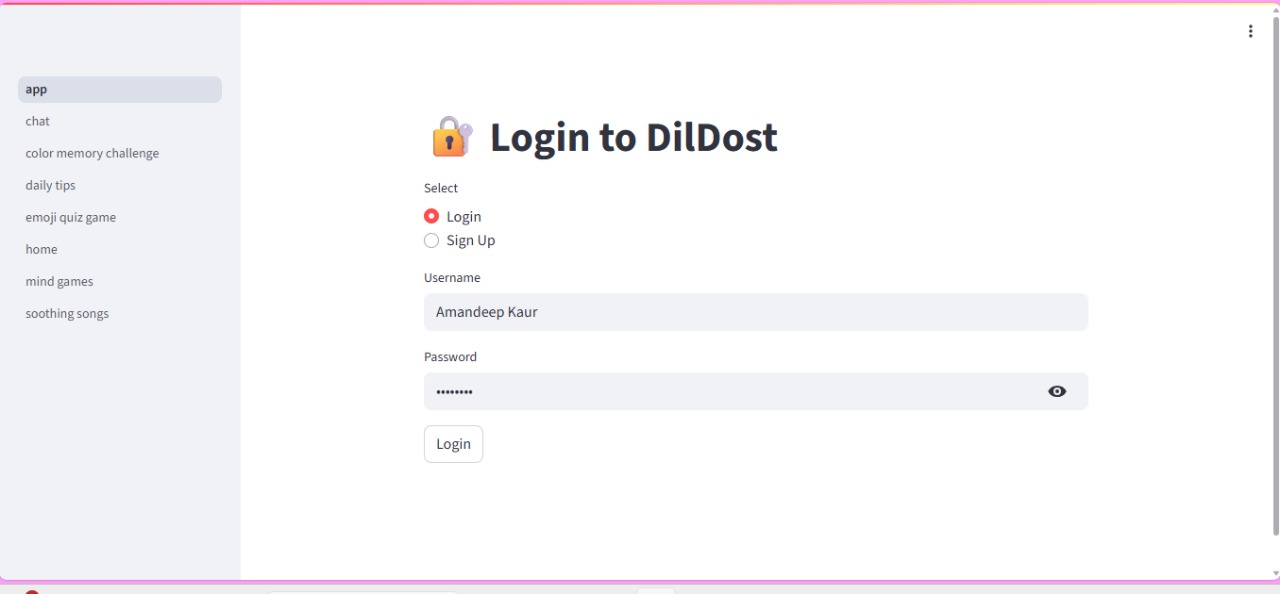 app
chat
color memory challenge
daily tips
emoji quiz game
home
mind games
soothing songs
Login to DilDost
Select
Login
Sign Up
Username
Amandeep Kaur
Password
••••••••
Login